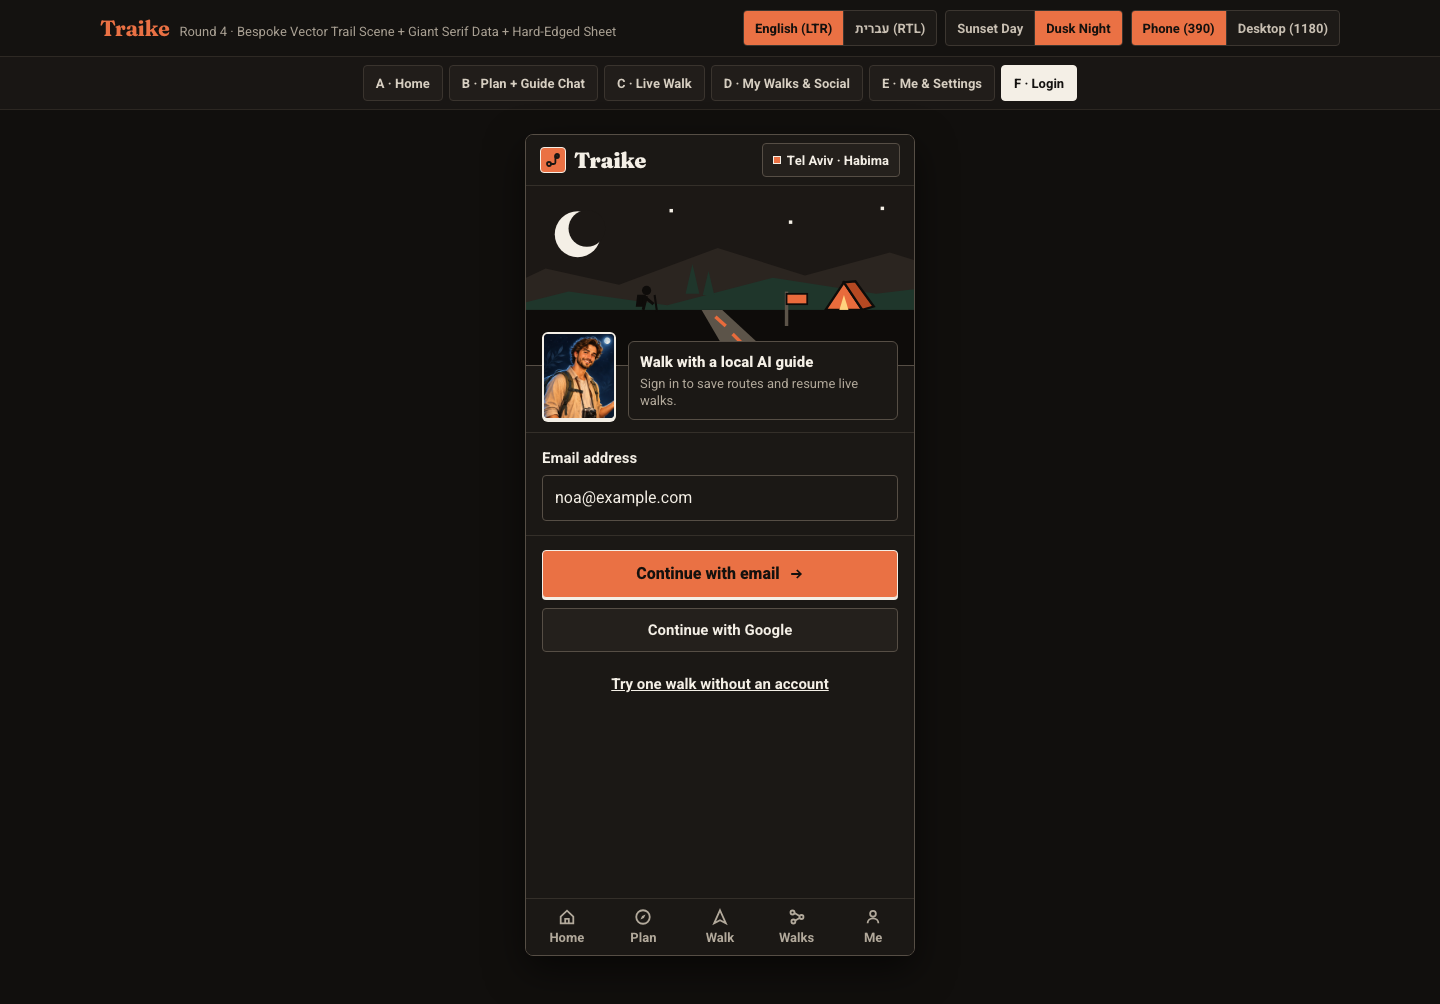 Traike Round 4 · Bespoke Vector Trail Scene + Giant Serif Data + Hard-Edged Sheet
English (LTR) עברית (RTL) Sunset Day Dusk Night Phone (390) Desktop (1180)
A · Home B · Plan + Guide Chat C · Live Walk D · My Walks & Social E · Me & Settings F · Login
Traike Tel Aviv · Habima
Walk with a local AI guide
Sign in to save routes and resume live
walks.
Email address
noa@example.com
Continue with email →
Continue with Google
Try one walk without an account
Home Plan Walk Walks Me